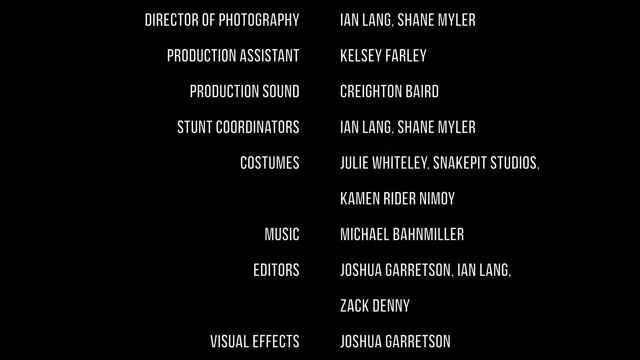 DIRECTOR OF PHOTOGRAPHY IAN LANG, SHANE MYLER
PRODUCTION ASSISTANT KELSEY FARLEY
PRODUCTION SOUND CREIGHTON BAIRD
STUNT COORDINATORS IAN LANG, SHANE MYLER
COSTUMES JULIE WHITELEY, SNAKEPIT STUDIOS,
KAMEN RIDER NIMOY
MUSIC MICHAEL BAHNMILLER
EDITORS JOSHUA GARRETSON, IAN LANG,
ZACK DENNY
VISUAL EFFECTS JOSHUA GARRETSON